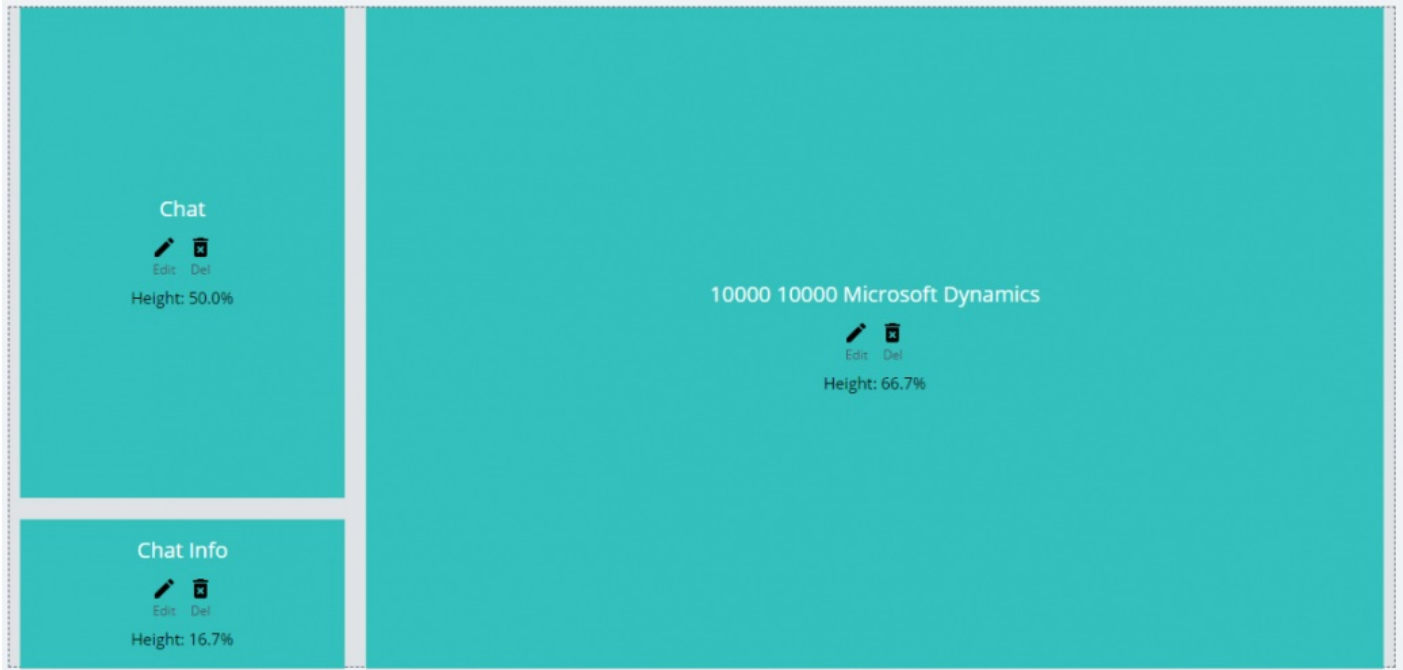 Chat
Edit Del
Height: 50.0%
Chat Info
Edit Del
Height: 16.7%
10000 10000 Microsoft Dynamics
Edit Del
Height: 66.7%